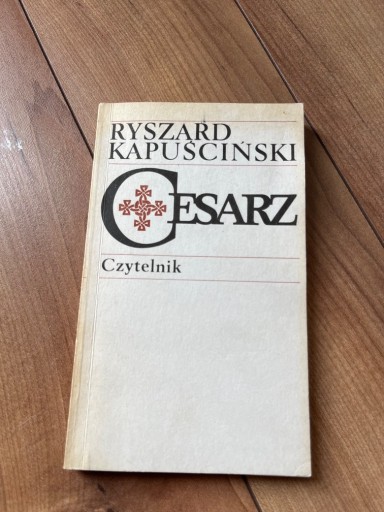 RYSZARD
KAPUŚCIŃSKI
CESARZ
Czytelnik